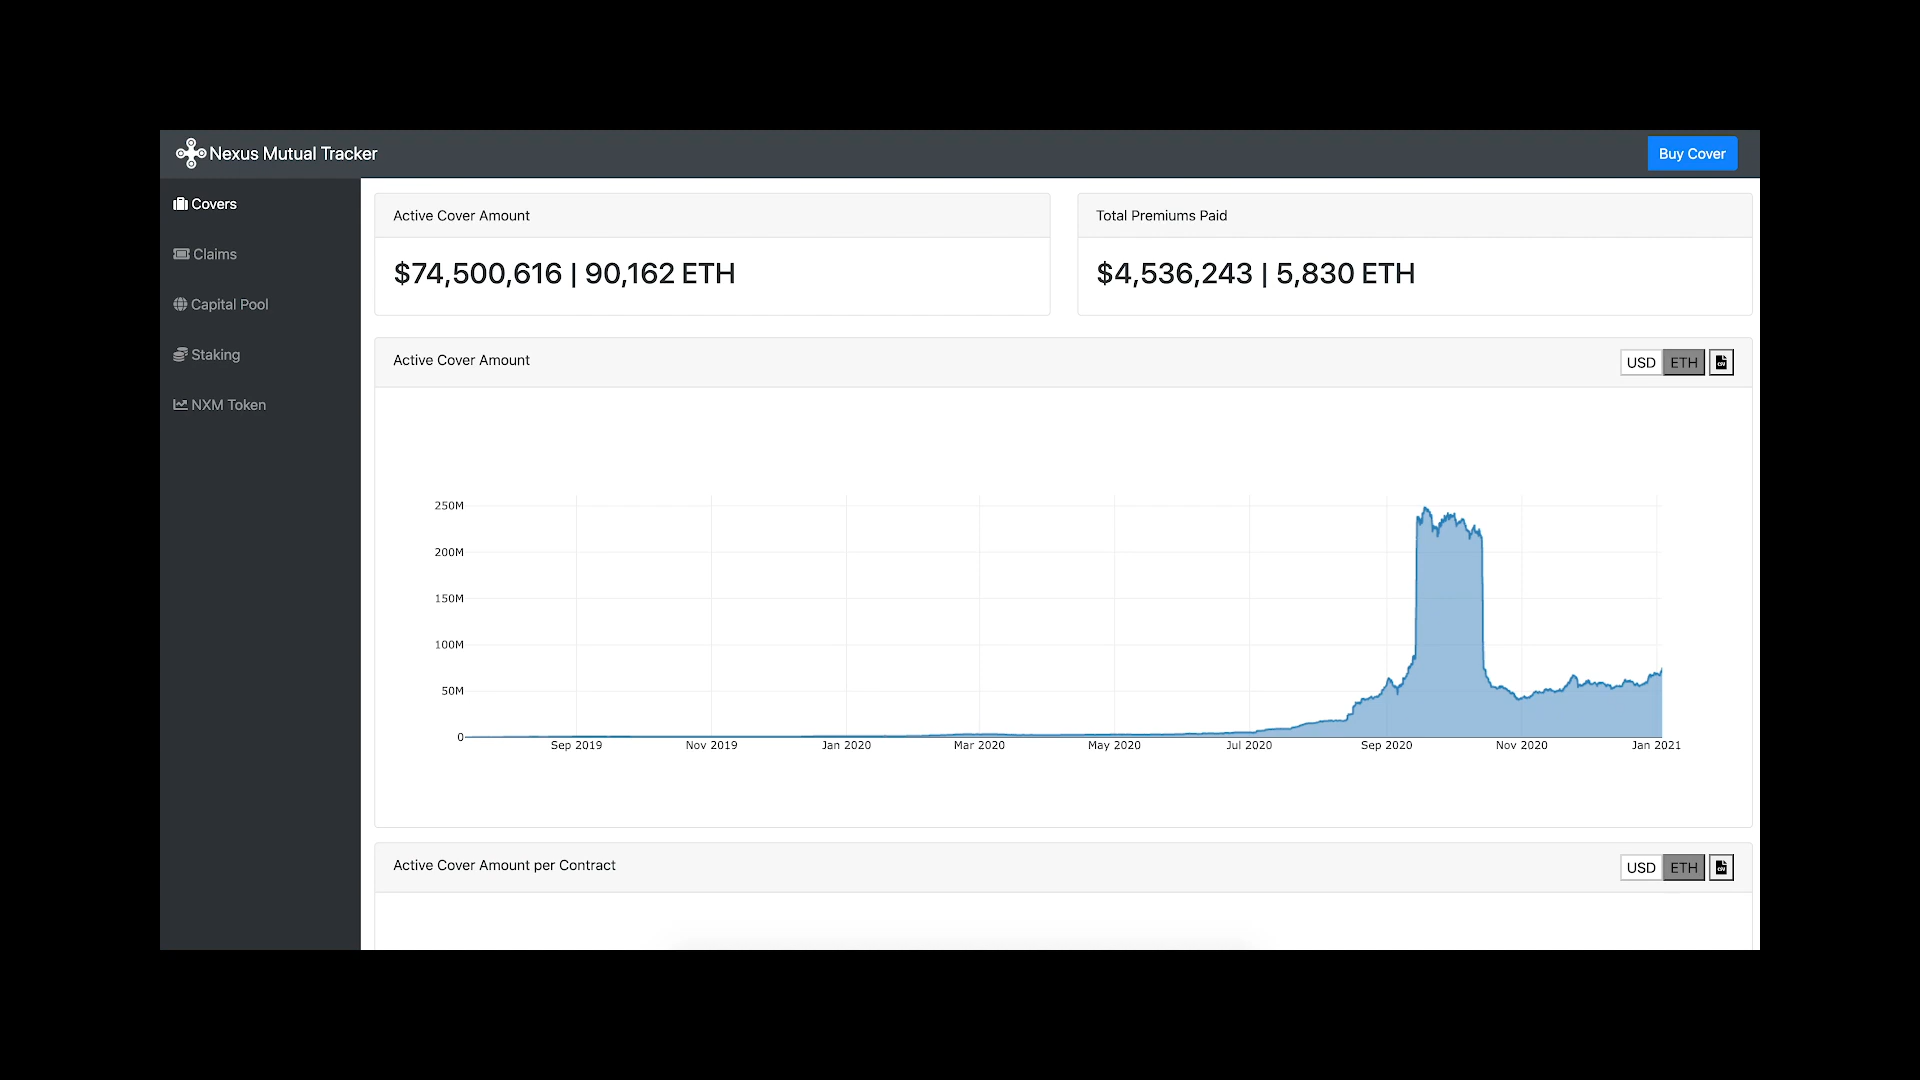 Nexus Mutual Tracker
Buy Cover
Covers
Claims
Capital Pool
Staking
NXM Token
Active Cover Amount
$74,500,616 | 90,162 ETH
Total Premiums Paid
$4,536,243 | 5,830 ETH
Active Cover Amount
USD ETH
250M
200M
150M
100M
50M
0
Sep 2019 Nov 2019 Jan 2020 Mar 2020 May 2020 Jul 2020 Sep 2020 Nov 2020 Jan 2021
Active Cover Amount per Contract
USD ETH